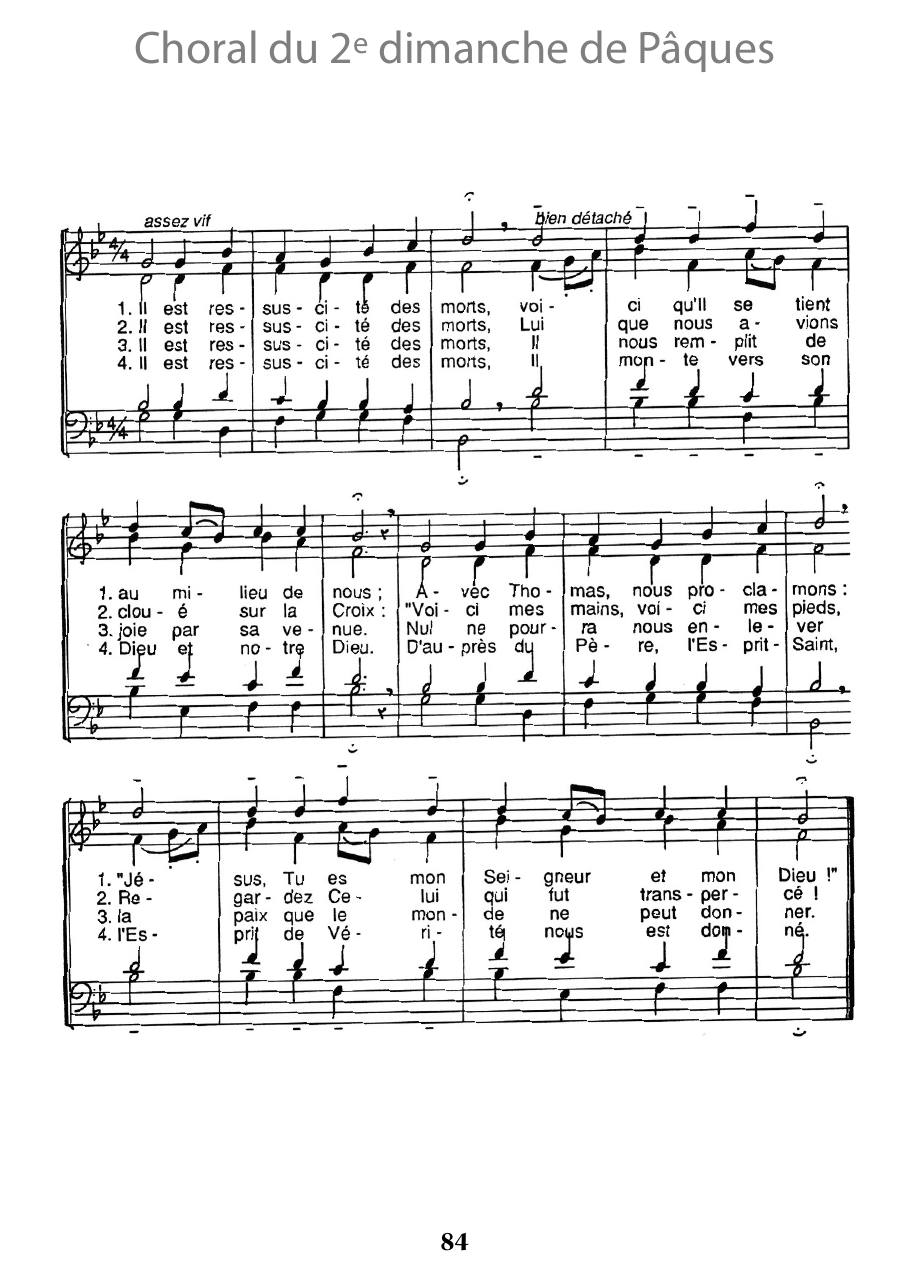 Choral du 2e dimanche de Pâques
assez vif
bien détaché
1. Il est res- sus- ci- té des morts, voi- ci qu'Il se tient
2. Il est res- sus- ci- té des morts, Lui que nous a- vions
3. Il est res- sus- ci- té des morts, Il nous rem- plit de
4. Il est res- sus- ci- té des morts, Il mon- te vers son
1. au mi- lieu de nous ; A- vec Tho- mas, nous pro- cla- mons :
2. clou- é sur la Croix : "Voi- ci mes mains, voi- ci mes pieds,
3. joie par sa ve- nue. Nul ne pour- ra nous en- le- ver
4. Dieu et no- tre Dieu. D'au- près du Pè- re, l'Es- prit- Saint,
1. "Jé- sus, Tu es mon Sei- gneur et mon Dieu !"
2. Re- gar- dez Ce- lui qui fut trans- per- cé !
3. la paix que le mon- de ne peut don- ner.
4. l'Es- prit de Vé- ri- té nous est don- né.
84